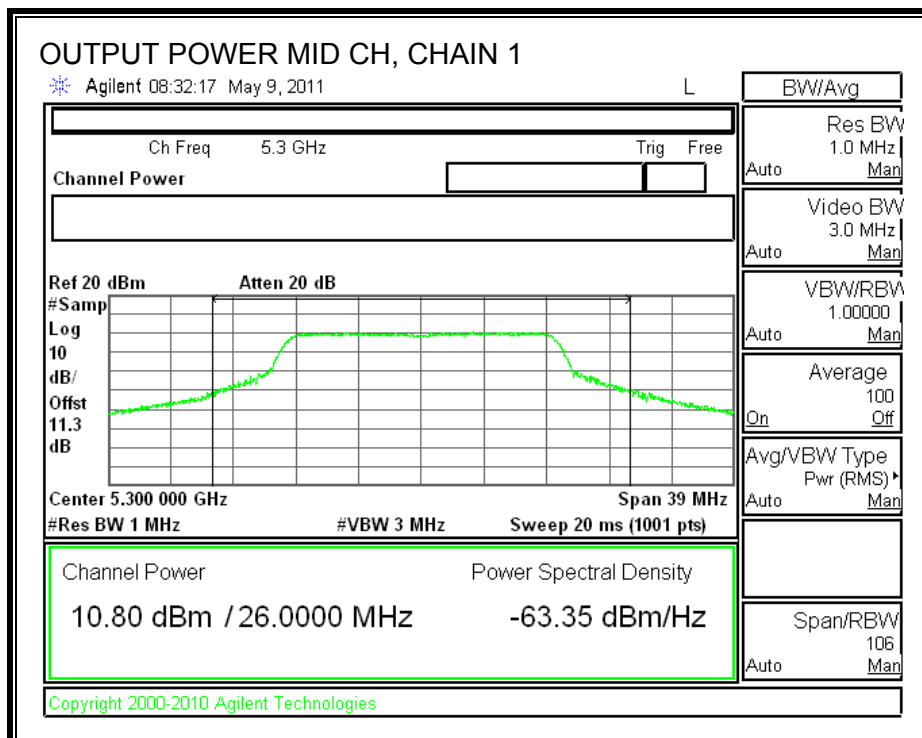 OUTPUT POWER MID CH, CHAIN 1
Agilent 08:32:17 May 9, 2011 L
Ch Freq 5.3 GHz Trig Free
Channel Power
Ref 20 dBm Atten 20 dB
#Samp
Log
10
dB/
Offst
11.3
dB
Center 5.300 000 GHz Span 39 MHz
#Res BW 1 MHz #VBW 3 MHz Sweep 20 ms (1001 pts)
Channel Power Power Spectral Density
10.80 dBm / 26.0000 MHz -63.35 dBm/Hz
Copyright 2000-2010 Agilent Technologies
BW/Avg
Res BW
1.0 MHz
Auto Man
Video BW
3.0 MHz
Auto Man
VBW/RBW
1.00000
Auto Man
Average
100
On Off
Avg/VBW Type
Pwr (RMS)
Auto Man
Span/RBW
106
Auto Man